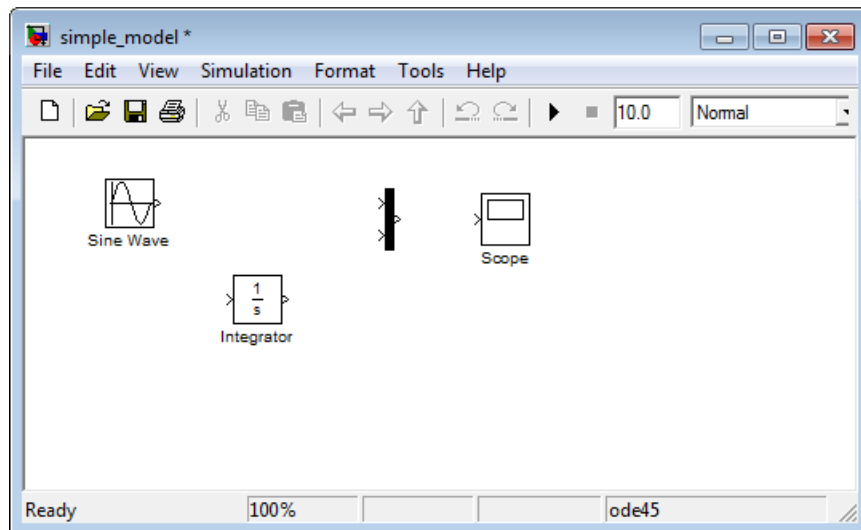 simple_model *
File Edit View Simulation Format Tools Help
10.0 Normal
Sine Wave
Scope
1
s
Integrator
Ready 100% ode45